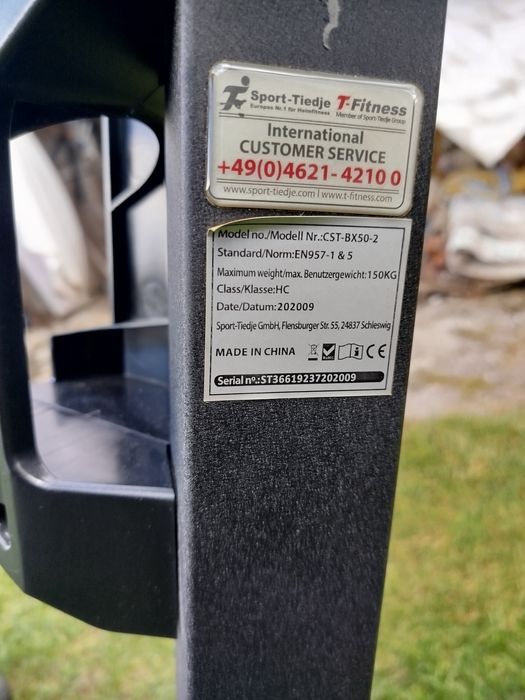 Sport-Tiedje T-Fitness
Europas Nr.1 für Heimfitness Member of Sport-Tiedje Group
International
CUSTOMER SERVICE
+49(0)4621-4210 0
www.sport-tiedje.com | www.t-fitness.com
Model no./Modell Nr.:CST-BX50-2
Standard/Norm:EN957-1 & 5
Maximum weight/max. Benutzergewicht:150KG
Class/Klasse:HC
Date/Datum:202009
Sport-Tiedje GmbH, Flensburger Str. 55, 24837 Schleswig
MADE IN CHINA RoHS CE
Serial nº.:ST36619237202009